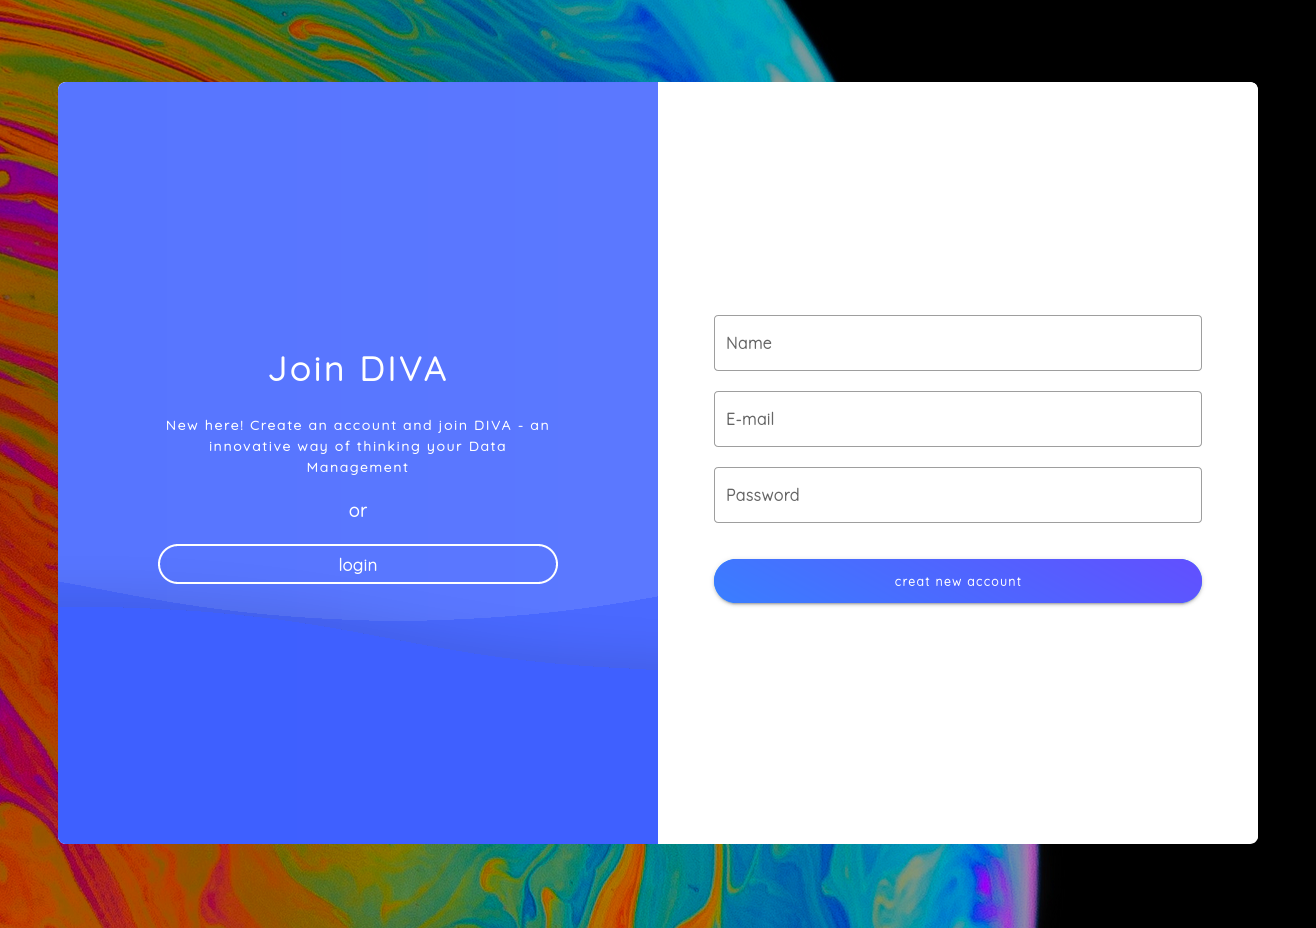 Join DIVA
New here! Create an account and join DIVA - an
innovative way of thinking your Data
Management
or
login
Name
E-mail
Password
creat new account